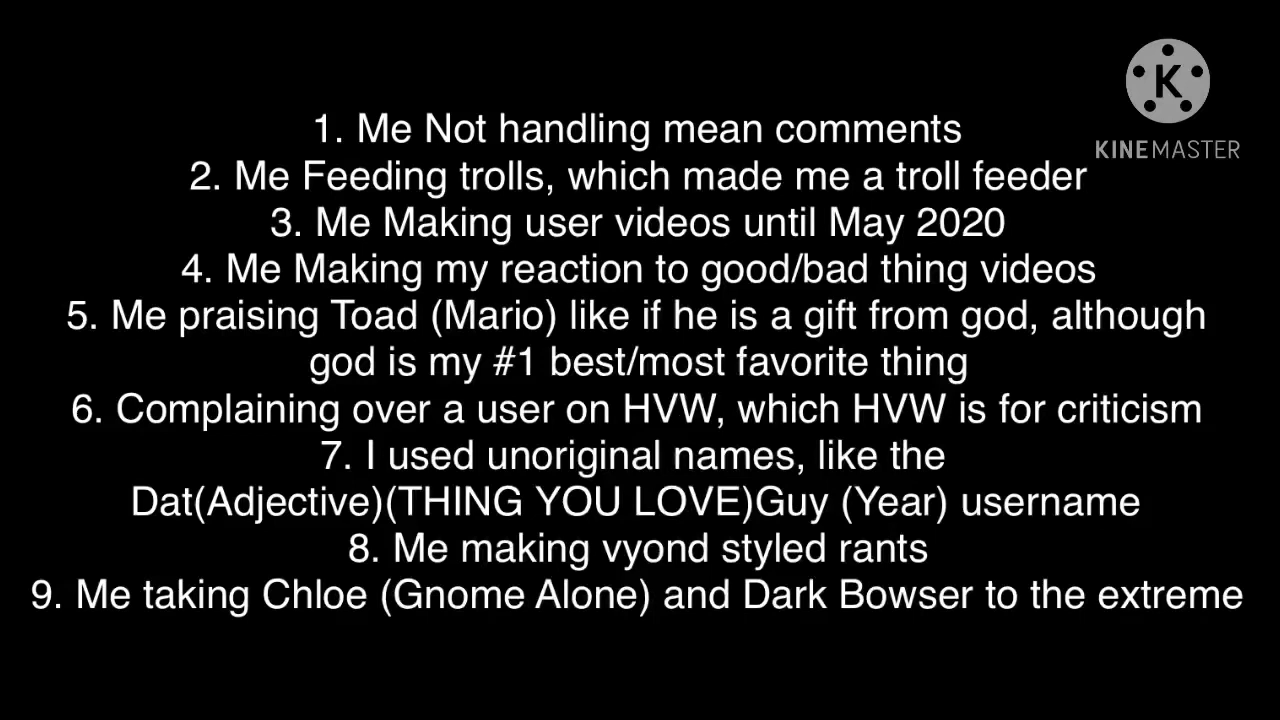 K
KINEMASTER
1. Me Not handling mean comments
2. Me Feeding trolls, which made me a troll feeder
3. Me Making user videos until May 2020
4. Me Making my reaction to good/bad thing videos
5. Me praising Toad (Mario) like if he is a gift from god, although
god is my #1 best/most favorite thing
6. Complaining over a user on HVW, which HVW is for criticism
7. I used unoriginal names, like the
Dat(Adjective)(THING YOU LOVE)Guy (Year) username
8. Me making vyond styled rants
9. Me taking Chloe (Gnome Alone) and Dark Bowser to the extreme